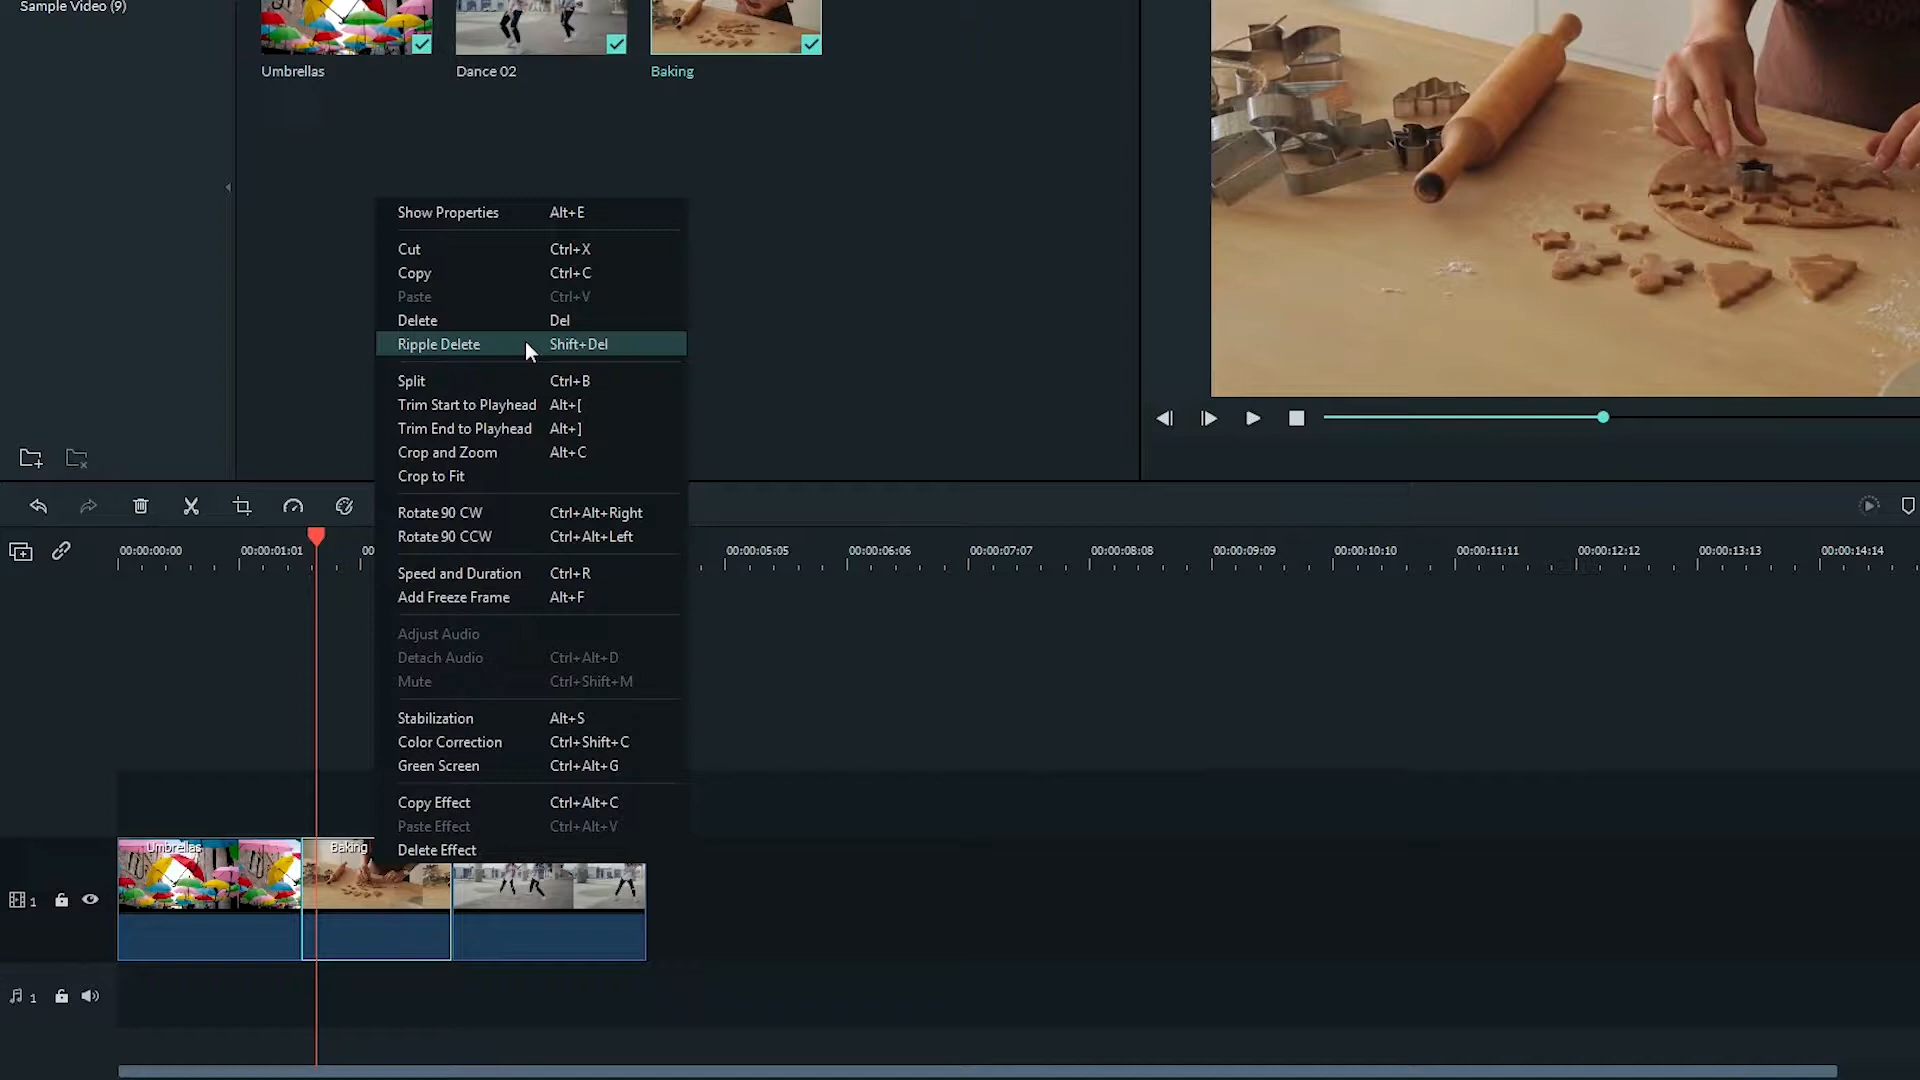 Sample Video (9)
Umbrellas
Dance 02
Baking
Show Properties Alt+E
Cut Ctrl+X
Copy Ctrl+C
Paste Ctrl+V
Delete Del
Ripple Delete Shift+Del
Split Ctrl+B
Trim Start to Playhead Alt+[
Trim End to Playhead Alt+]
Crop and Zoom Alt+C
Crop to Fit
Rotate 90 CW Ctrl+Alt+Right
Rotate 90 CCW Ctrl+Alt+Left
Speed and Duration Ctrl+R
Add Freeze Frame Alt+F
Adjust Audio
Detach Audio Ctrl+Alt+D
Mute Ctrl+Shift+M
Stabilization Alt+S
Color Correction Ctrl+Shift+C
Green Screen Ctrl+Alt+G
Copy Effect Ctrl+Alt+C
Paste Effect Ctrl+Alt+V
Delete Effect
00:00:00:00 00:00:01:01 00 00:00:05:05 00:00:06:06 00:00:07:07 00:00:08:08 00:00:09:09 00:00:10:10 00:00:11:11 00:00:12:12 00:00:13:13 00:00:14:14
Umbrellas Baking
1
1